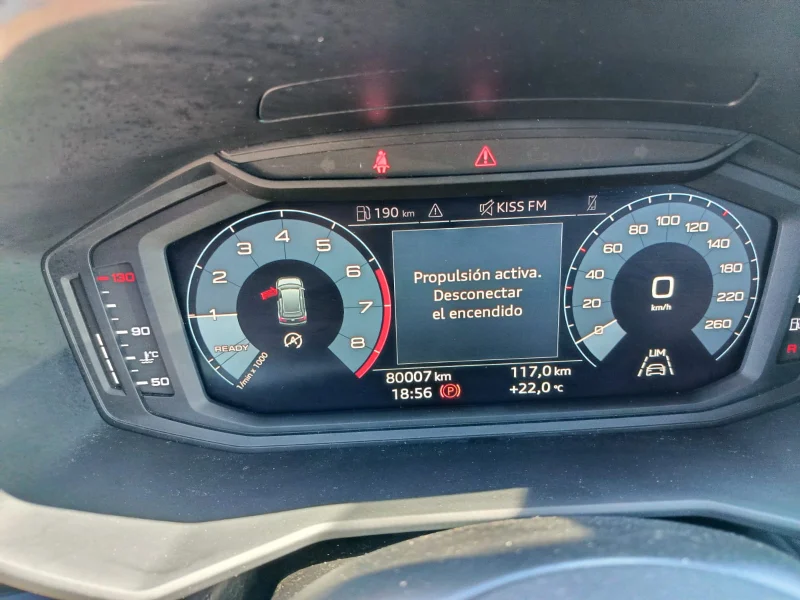 190 km KISS FM
130
90
°C
50
1 2 3 4 5 6 7 8
READY
1/min x 1000
Propulsión activa.
Desconectar
el encendido
0 20 40 60 80 100 120 140 180 220 260
0
km/h
LIM
80007 km 117,0 km
18:56 (P) +22,0 °C
R